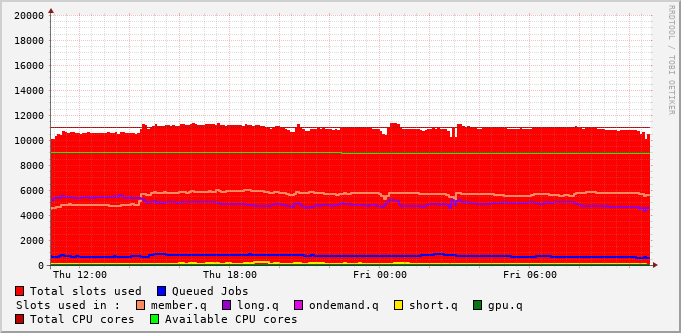 20000
18000
16000
14000
12000
10000
8000
6000
4000
2000
0
Thu 12:00 Thu 18:00 Fri 00:00 Fri 06:00
RRDTOOL / TOBI OETIKER
Total slots used Queued Jobs
Slots used in : member.q long.q ondemand.q short.q gpu.q
Total CPU cores Available CPU cores